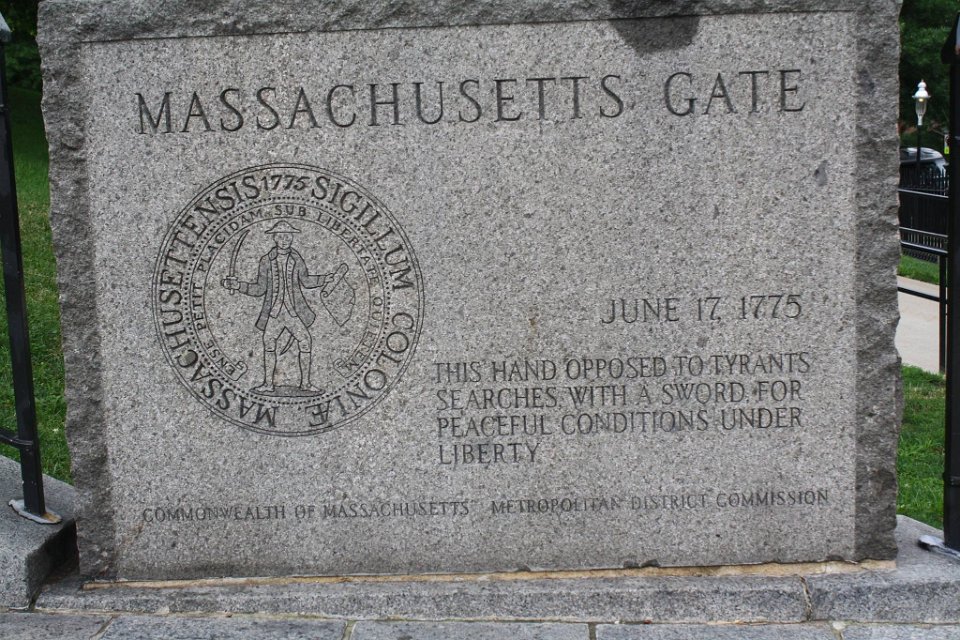 MASSACHUSETTS GATE
MASSACHUSETTENSIS 1775 SIGILLUM COLONIÆ
ENSE PETIT PLACIDAM SUB LIBERTATE QUIETEM
JUNE 17, 1775
THIS HAND OPPOSED TO TYRANTS
SEARCHES WITH A SWORD FOR
PEACEFUL CONDITIONS UNDER
LIBERTY
COMMONWEALTH OF MASSACHUSETTS METROPOLITAN DISTRICT COMMISSION